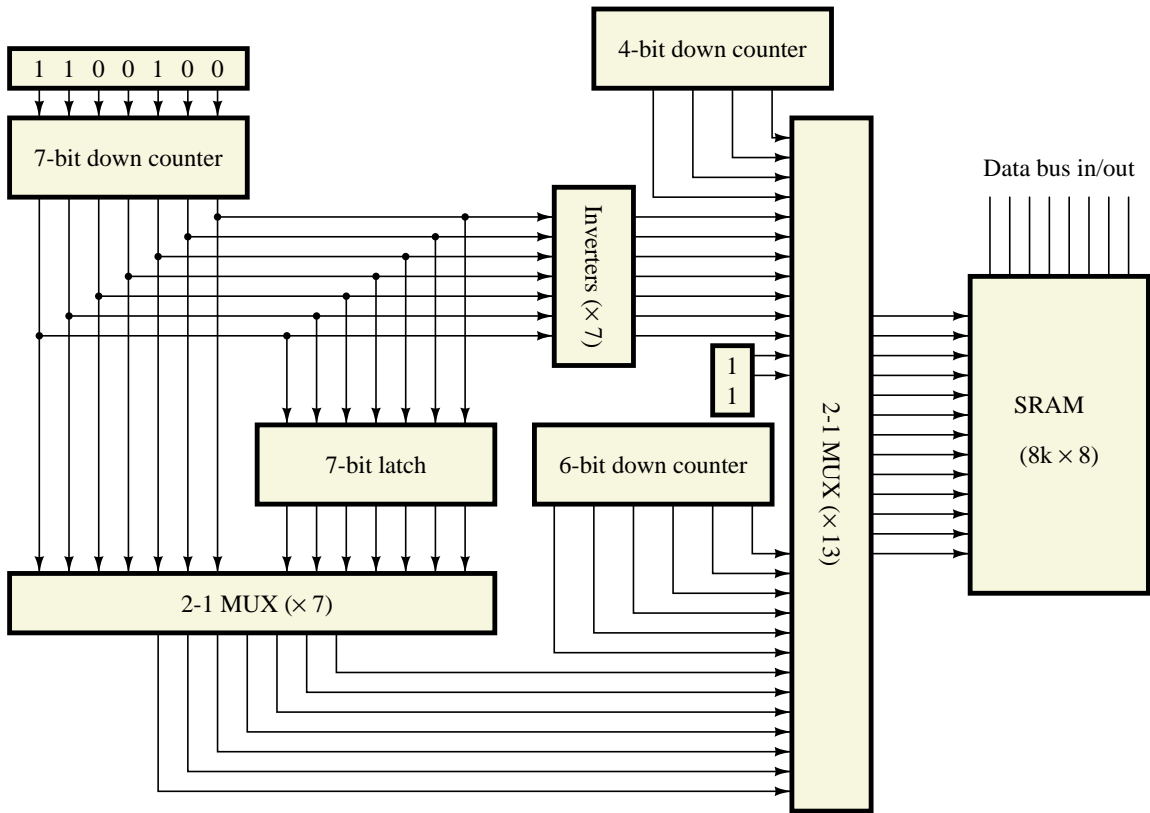 4-bit down counter
1 1 0 0 1 0 0
7-bit down counter
Data bus in/out
Inverters (× 7)
1
1
SRAM
(8k × 8)
2-1 MUX (× 13)
7-bit latch
6-bit down counter
2-1 MUX (× 7)